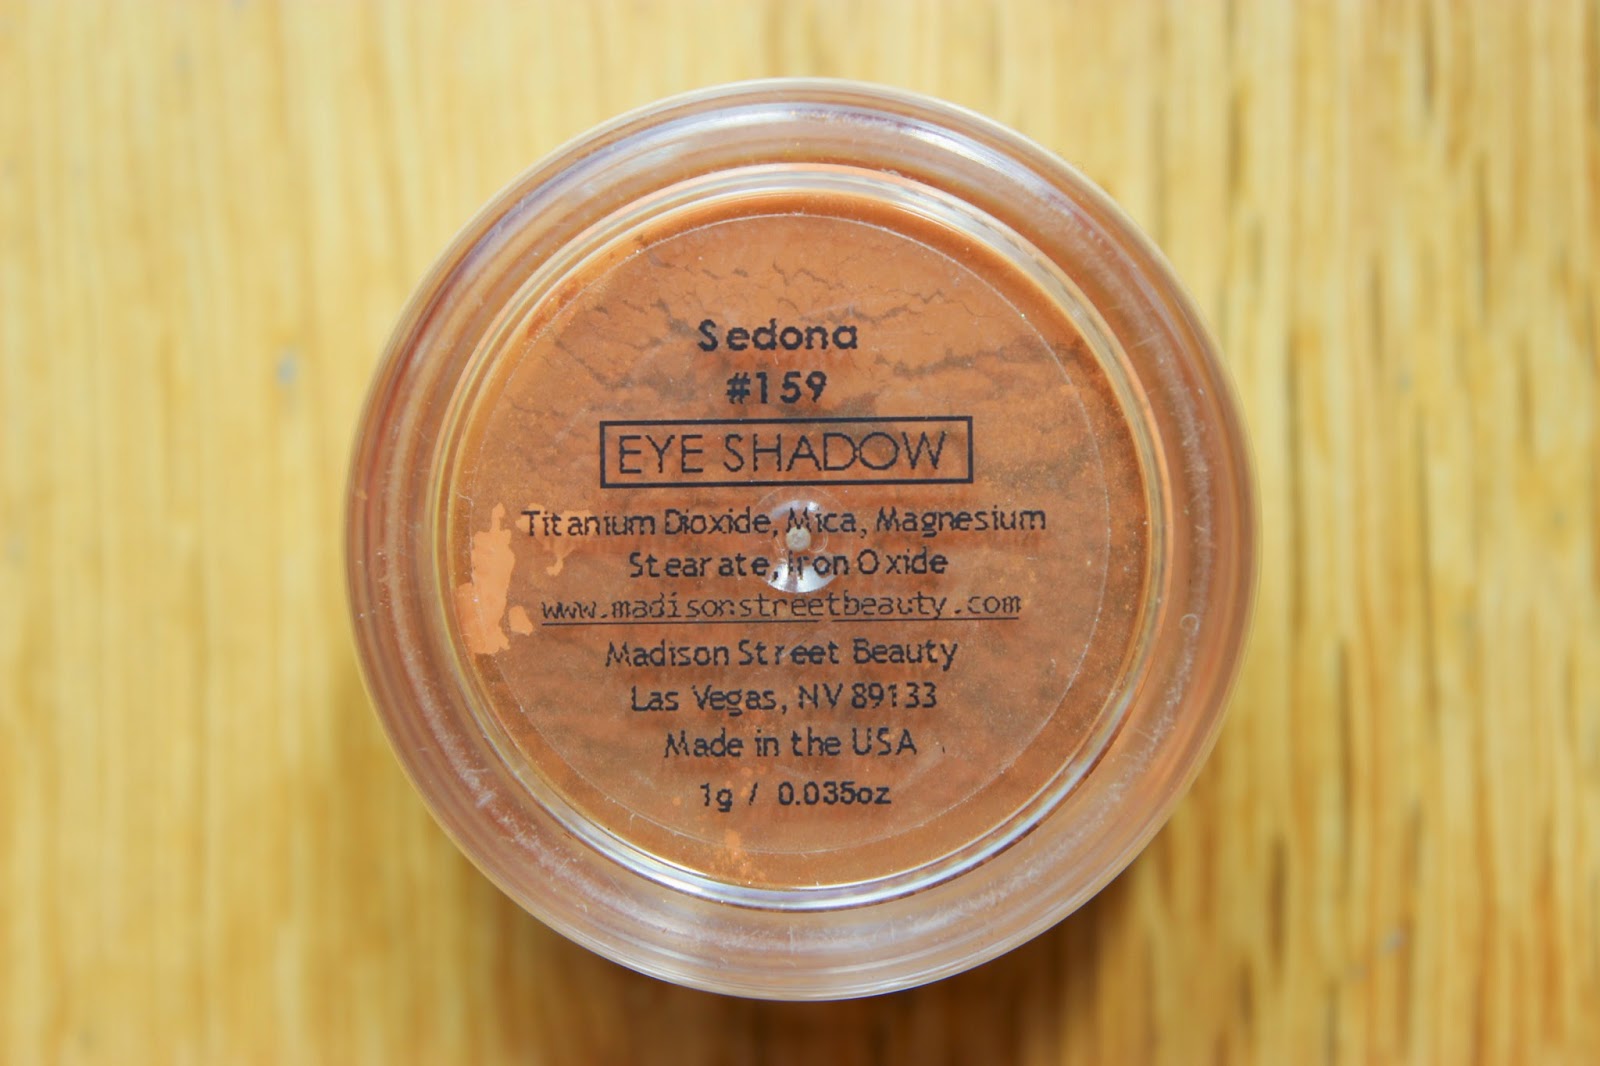 Sedona
#159
EYE SHADOW
Titanium Dioxide, Mica, Magnesium
Stearate, Iron Oxide
www.madisonstreetbeauty.com
Madison Street Beauty
Las Vegas, NV 89133
Made in the USA
1g / 0.035oz